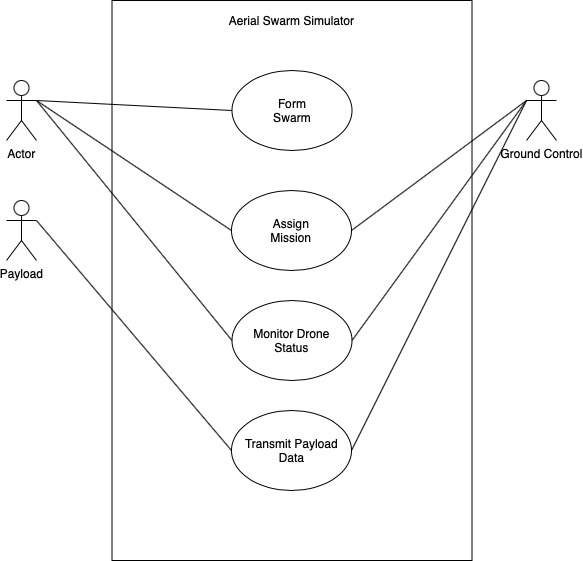 Aerial Swarm Simulator
Form
Swarm
Actor
Ground Control
Assign
Mission
Payload
Monitor Drone
Status
Transmit Payload
Data